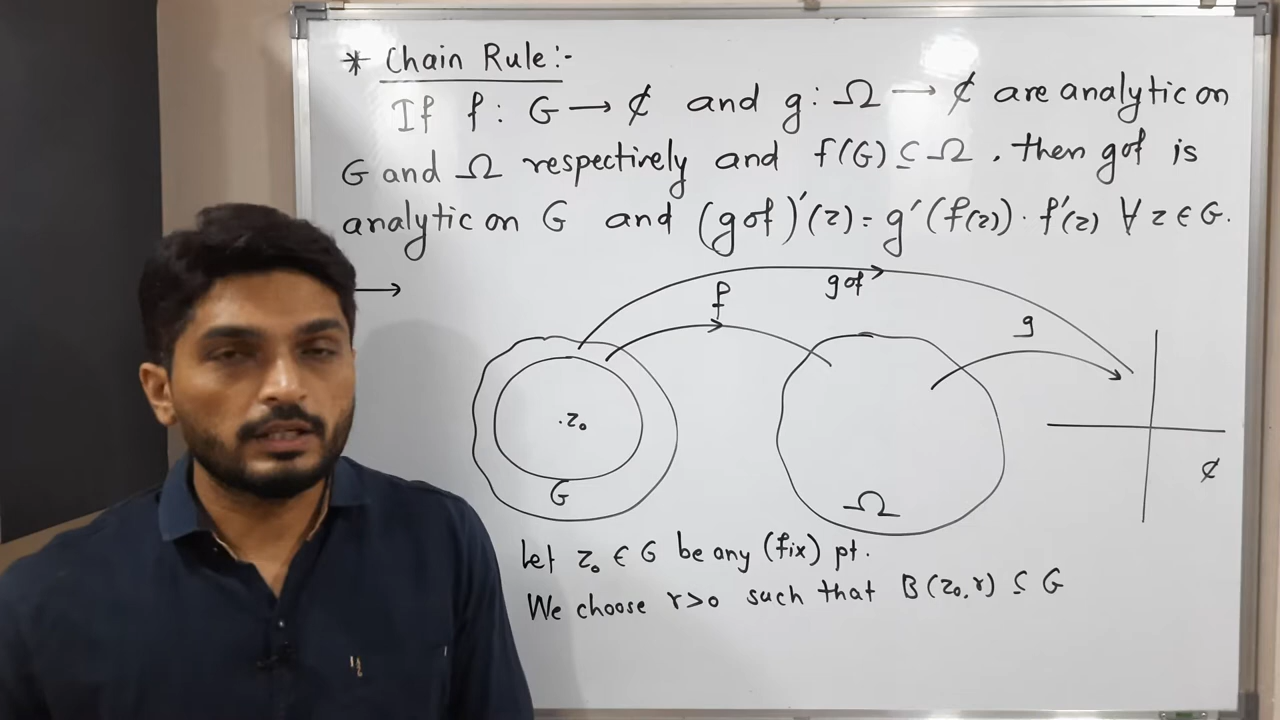 * Chain Rule:-
If f: G → ₵ and g: Ω → ₵ are analytic on
G and Ω respectively and f(G) ⊆ Ω, then gof is
analytic on G and (gof)'(z) = g'(f(z)) · f'(z) ∀ z ∈ G.
→
gof
f
g
.z₀
G
Ω
₵
Let z₀ ∈ G be any (fix) pt.
We choose r>0 such that B(z₀, r) ⊆ G